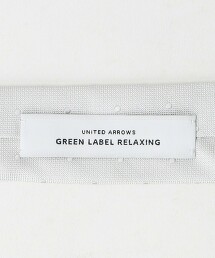 UNITED ARROWS
GREEN LABEL RELAXING